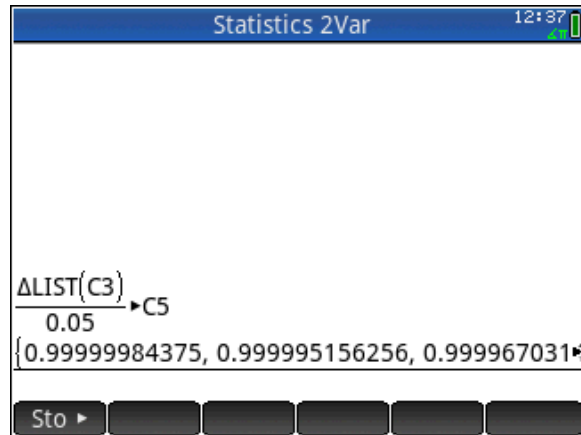 Statistics 2Var
12:37
∡π
ΔLIST(C3)
0.05
▸C5
{0.99999984375, 0.999995156256, 0.999967031
Sto ▸